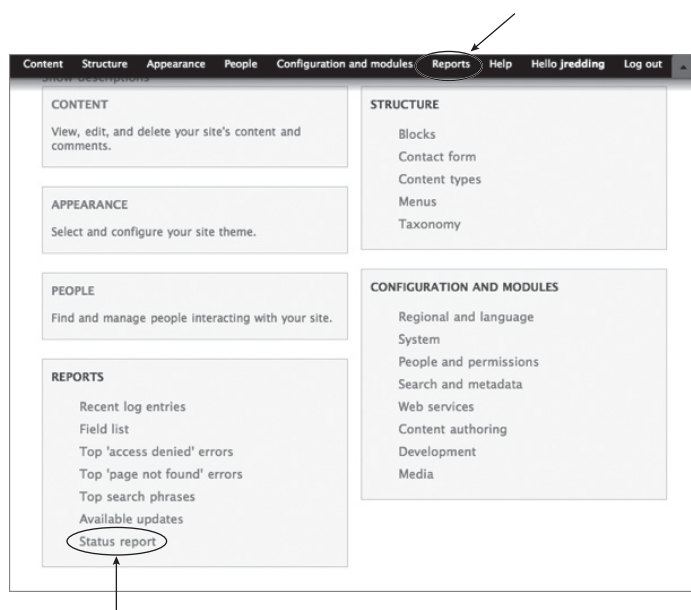 Content Structure Appearance People Configuration and modules Reports Help Hello jredding Log out
Show descriptions
CONTENT
View, edit, and delete your site's content and
comments.
APPEARANCE
Select and configure your site theme.
PEOPLE
Find and manage people interacting with your site.
REPORTS
Recent log entries
Field list
Top 'access denied' errors
Top 'page not found' errors
Top search phrases
Available updates
Status report
STRUCTURE
Blocks
Contact form
Content types
Menus
Taxonomy
CONFIGURATION AND MODULES
Regional and language
System
People and permissions
Search and metadata
Web services
Content authoring
Development
Media